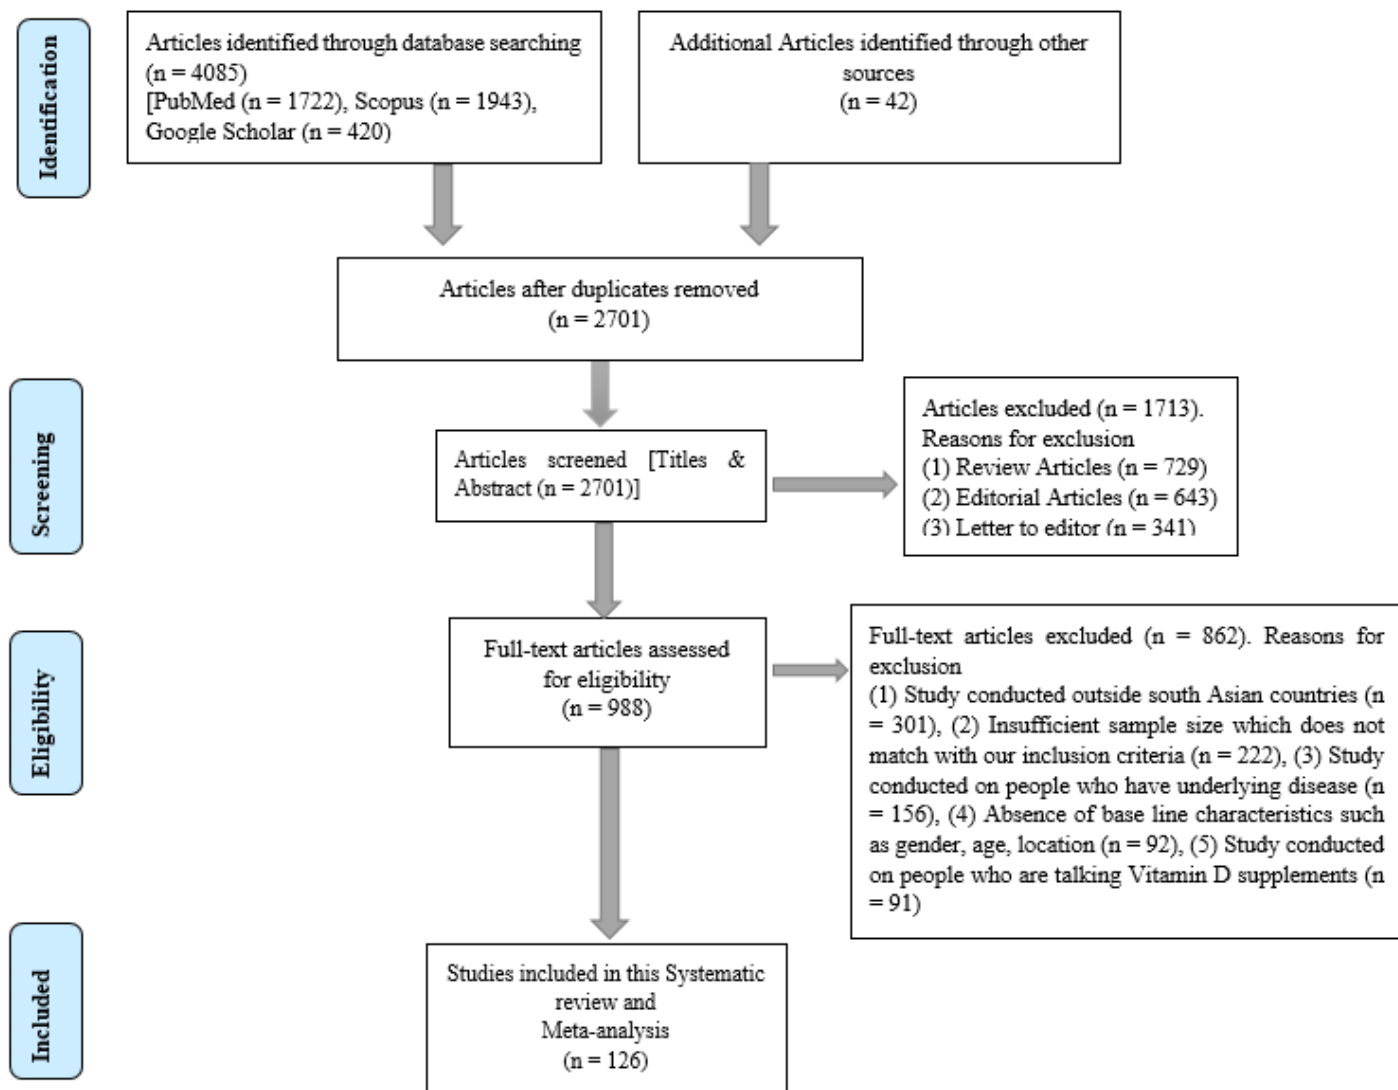 Identification
Articles identified through database searching
(n = 4085)
[PubMed (n = 1722), Scopus (n = 1943),
Google Scholar (n = 420)
Additional Articles identified through other
sources
(n = 42)
Articles after duplicates removed
(n = 2701)
Screening
Articles screened [Titles &
Abstract (n = 2701)]
Articles excluded (n = 1713).
Reasons for exclusion
(1) Review Articles (n = 729)
(2) Editorial Articles (n = 643)
(3) Letter to editor (n = 341)
Eligibility
Full-text articles assessed
for eligibility
(n = 988)
Full-text articles excluded (n = 862). Reasons for
exclusion
(1) Study conducted outside south Asian countries (n
= 301), (2) Insufficient sample size which does not
match with our inclusion criteria (n = 222), (3) Study
conducted on people who have underlying disease (n
= 156), (4) Absence of base line characteristics such
as gender, age, location (n = 92), (5) Study conducted
on people who are talking Vitamin D supplements (n
= 91)
Included
Studies included in this Systematic
review and
Meta-analysis
(n = 126)